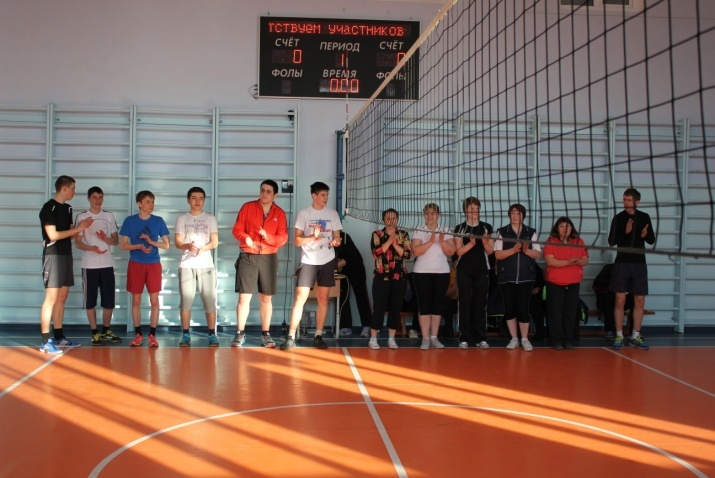 тствуем участников
СЧЁТ ПЕРИОД СЧЁТ
0 1 0
ФОЛЫ ВРЕМЯ ФОЛЫ
0.00